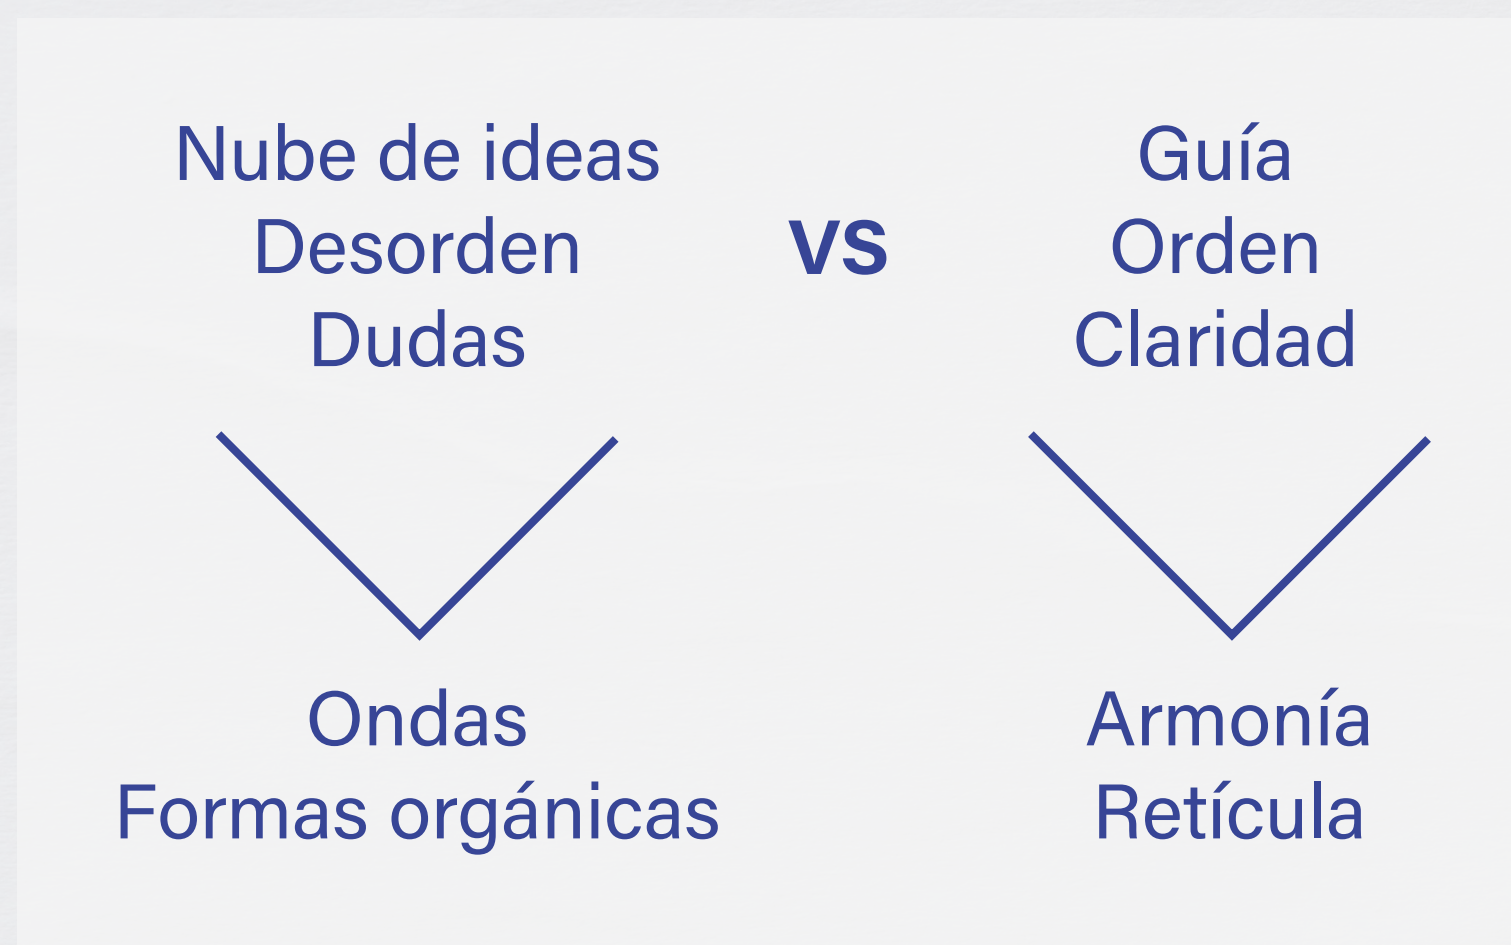 Nube de ideas
Desorden
Dudas
vs
Guía
Orden
Claridad
Ondas
Formas orgánicas
Armonía
Retícula